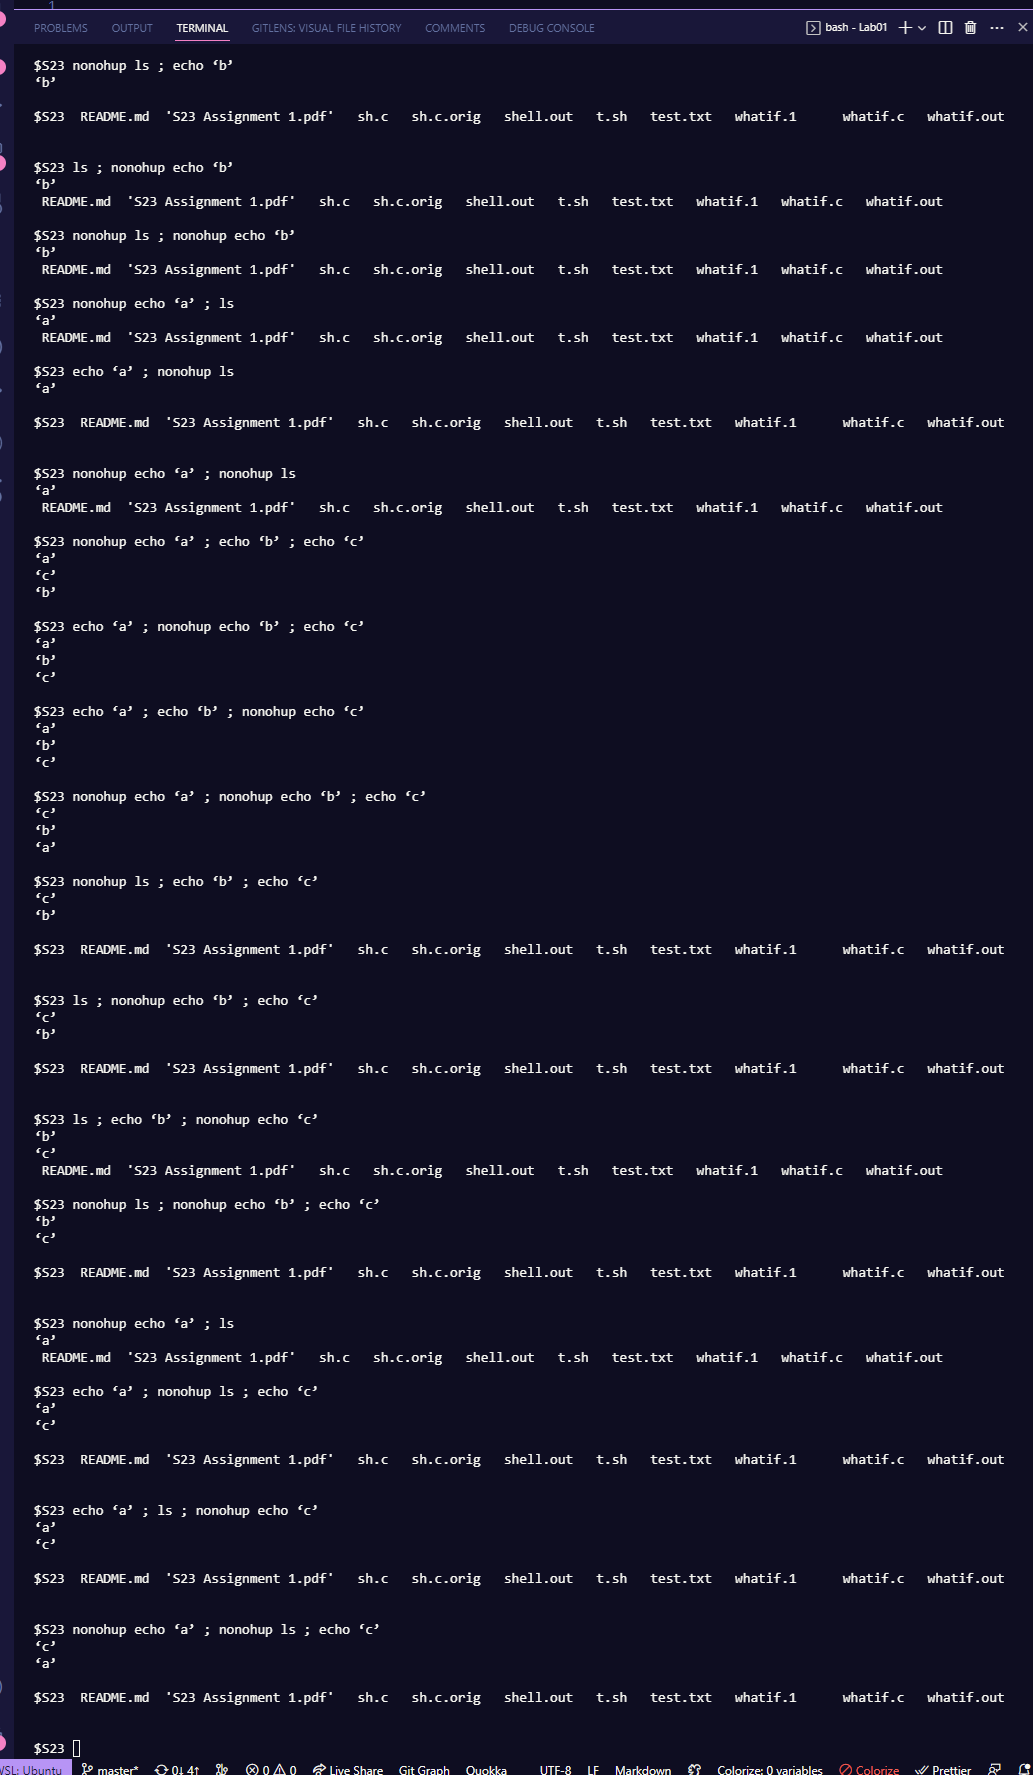 1
PROBLEMS OUTPUT TERMINAL GITLENS: VISUAL FILE HISTORY COMMENTS DEBUG CONSOLE bash - Lab01
$S23 nonohup ls ; echo ‘b’
‘b’
$S23  README.md  'S23 Assignment 1.pdf'   sh.c   sh.c.orig   shell.out   t.sh   test.txt   whatif.1      whatif.c   whatif.out
$S23 ls ; nonohup echo ‘b’
‘b’
 README.md  'S23 Assignment 1.pdf'   sh.c   sh.c.orig   shell.out   t.sh   test.txt   whatif.1   whatif.c   whatif.out
$S23 nonohup ls ; nonohup echo ‘b’
‘b’
 README.md  'S23 Assignment 1.pdf'   sh.c   sh.c.orig   shell.out   t.sh   test.txt   whatif.1   whatif.c   whatif.out
$S23 nonohup echo ‘a’ ; ls
‘a’
 README.md  'S23 Assignment 1.pdf'   sh.c   sh.c.orig   shell.out   t.sh   test.txt   whatif.1   whatif.c   whatif.out
$S23 echo ‘a’ ; nonohup ls
‘a’
$S23  README.md  'S23 Assignment 1.pdf'   sh.c   sh.c.orig   shell.out   t.sh   test.txt   whatif.1      whatif.c   whatif.out
$S23 nonohup echo ‘a’ ; nonohup ls
‘a’
 README.md  'S23 Assignment 1.pdf'   sh.c   sh.c.orig   shell.out   t.sh   test.txt   whatif.1   whatif.c   whatif.out
$S23 nonohup echo ‘a’ ; echo ‘b’ ; echo ‘c’
‘a’
‘c’
‘b’
$S23 echo ‘a’ ; nonohup echo ‘b’ ; echo ‘c’
‘a’
‘b’
‘c’
$S23 echo ‘a’ ; echo ‘b’ ; nonohup echo ‘c’
‘a’
‘b’
‘c’
$S23 nonohup echo ‘a’ ; nonohup echo ‘b’ ; echo ‘c’
‘c’
‘b’
‘a’
$S23 nonohup ls ; echo ‘b’ ; echo ‘c’
‘c’
‘b’
$S23  README.md  'S23 Assignment 1.pdf'   sh.c   sh.c.orig   shell.out   t.sh   test.txt   whatif.1      whatif.c   whatif.out
$S23 ls ; nonohup echo ‘b’ ; echo ‘c’
‘c’
‘b’
$S23  README.md  'S23 Assignment 1.pdf'   sh.c   sh.c.orig   shell.out   t.sh   test.txt   whatif.1      whatif.c   whatif.out
$S23 ls ; echo ‘b’ ; nonohup echo ‘c’
‘b’
‘c’
 README.md  'S23 Assignment 1.pdf'   sh.c   sh.c.orig   shell.out   t.sh   test.txt   whatif.1   whatif.c   whatif.out
$S23 nonohup ls ; nonohup echo ‘b’ ; echo ‘c’
‘b’
‘c’
$S23  README.md  'S23 Assignment 1.pdf'   sh.c   sh.c.orig   shell.out   t.sh   test.txt   whatif.1      whatif.c   whatif.out
$S23 nonohup echo ‘a’ ; ls
‘a’
 README.md  'S23 Assignment 1.pdf'   sh.c   sh.c.orig   shell.out   t.sh   test.txt   whatif.1   whatif.c   whatif.out
$S23 echo ‘a’ ; nonohup ls ; echo ‘c’
‘a’
‘c’
$S23  README.md  'S23 Assignment 1.pdf'   sh.c   sh.c.orig   shell.out   t.sh   test.txt   whatif.1      whatif.c   whatif.out
$S23 echo ‘a’ ; ls ; nonohup echo ‘c’
‘a’
‘c’
$S23  README.md  'S23 Assignment 1.pdf'   sh.c   sh.c.orig   shell.out   t.sh   test.txt   whatif.1      whatif.c   whatif.out
$S23 nonohup echo ‘a’ ; nonohup ls ; echo ‘c’
‘c’
‘a’
$S23  README.md  'S23 Assignment 1.pdf'   sh.c   sh.c.orig   shell.out   t.sh   test.txt   whatif.1      whatif.c   whatif.out
$S23
WSL: Ubuntu master* 0↓ 4↑ 0 0 Live Share Git Graph Quokka UTF-8 LF Markdown Colorize: 0 variables Colorize Prettier